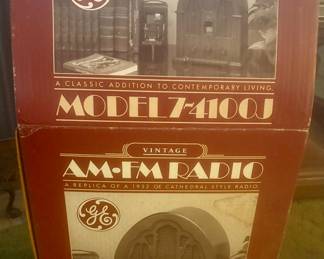 GE
A CLASSIC ADDITION TO CONTEMPORARY LIVING.
MODEL 7-4100J
VINTAGE
AM-FM RADIO
A REPLICA OF A 1932 GE CATHEDRAL STYLE RADIO.
GE